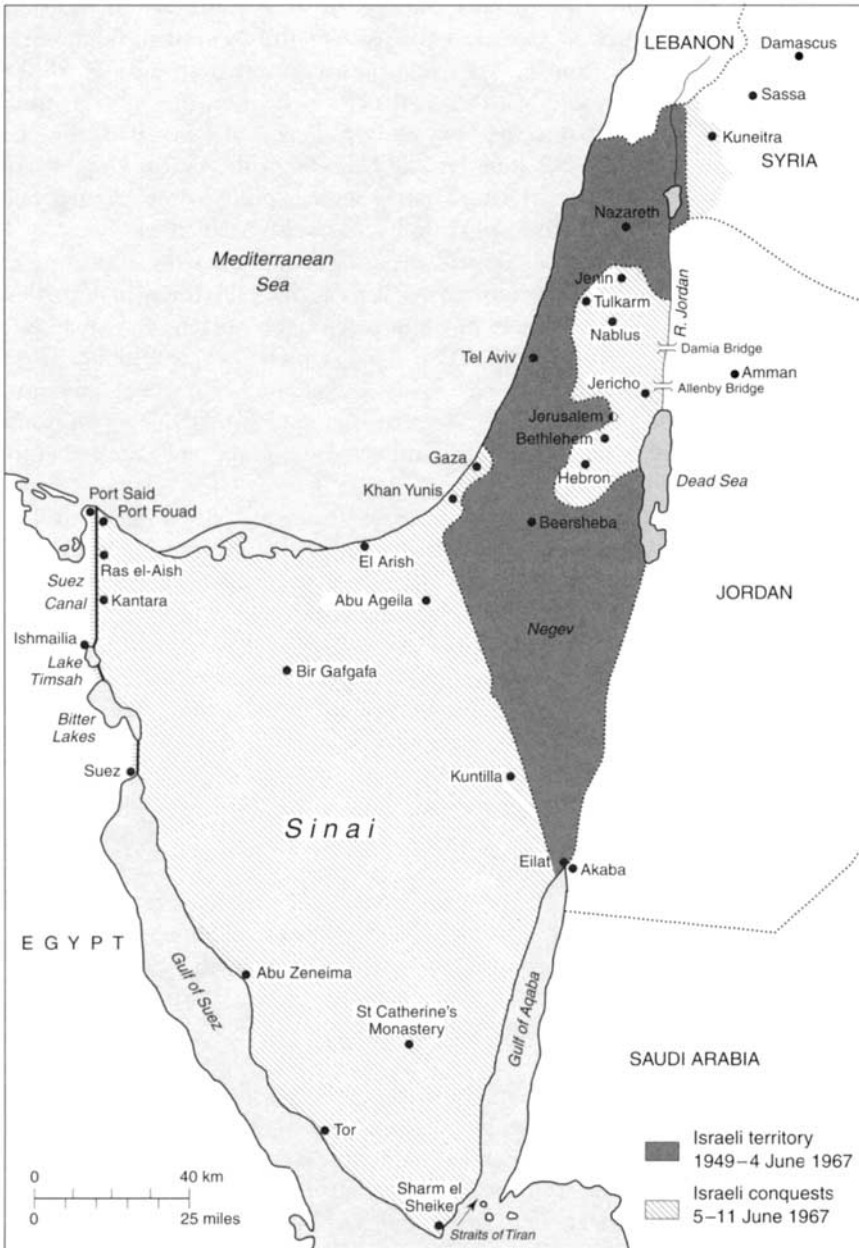 LEBANON
Damascus
Sassa
Kuneitra
SYRIA
Nazareth
Mediterranean
Sea
Jenin
Tulkarm
R. Jordan
Nablus
Tel Aviv
Damia Bridge
Amman
Jericho
Allenby Bridge
Jerusalem
Bethlehem
Gaza
Hebron
Dead Sea
Khan Yunis
Port Said
Port Fouad
Beersheba
El Arish
Ras el-Aish
Suez
Canal
Kantara
Abu Ageila
JORDAN
Negev
Ishmailia
Lake
Timsah
Bir Gafgafa
Bitter
Lakes
Suez
Kuntilla
Sinai
Eilat
Akaba
EGYPT
Gulf of Suez
Abu Zeneima
St Catherine's
Monastery
Gulf of Aqaba
SAUDI ARABIA
Tor
Israeli territory
1949–4 June 1967
0 40 km
0 25 miles
Sharm el
Sheike
Israeli conquests
5–11 June 1967
Straits of Tiran